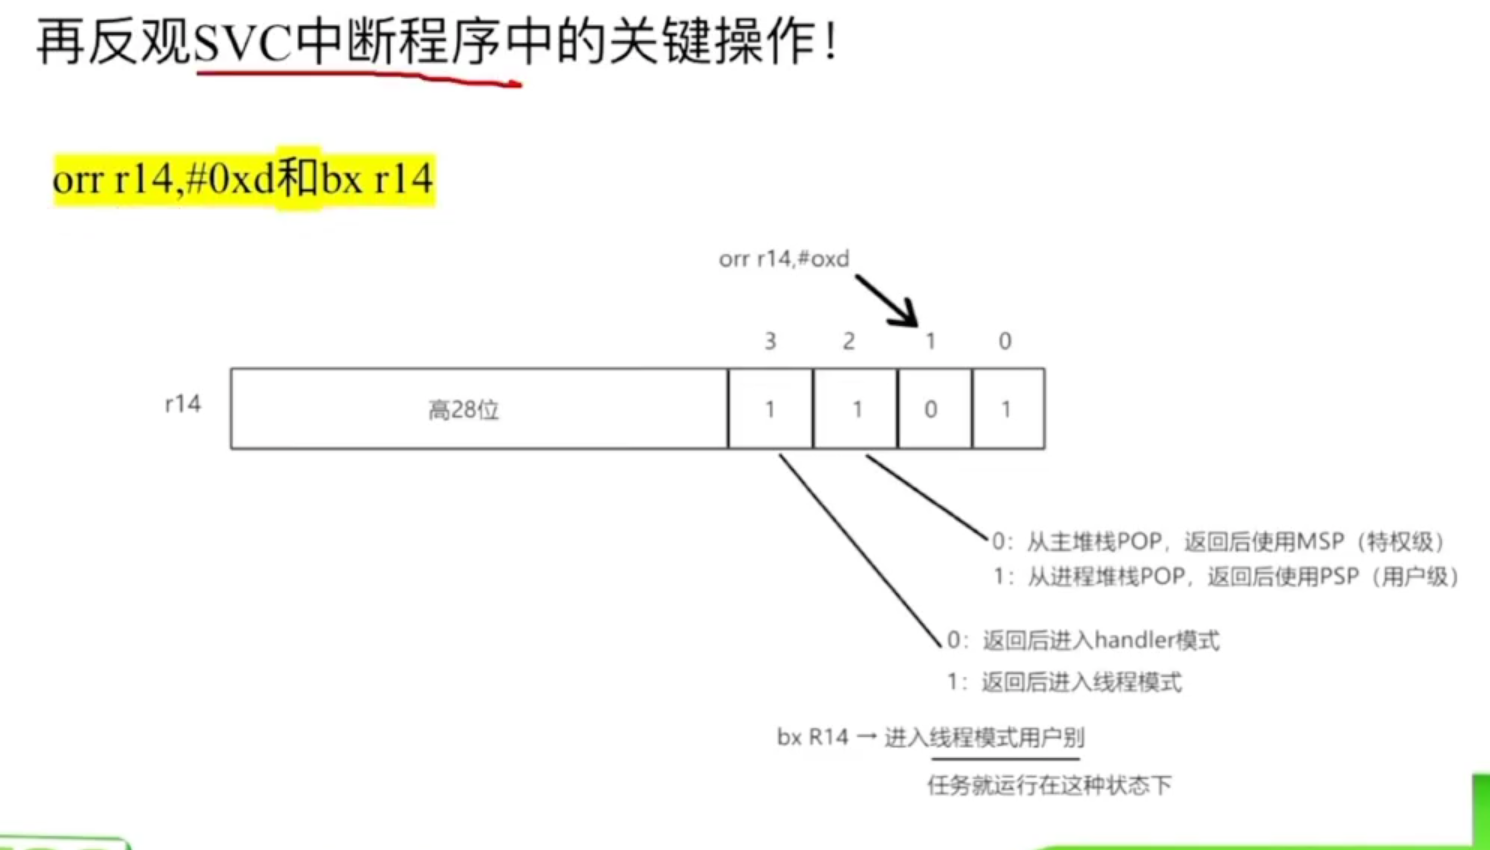 再反观SVC中断程序中的关键操作！
orr r14,#0xd和bx r14
orr r14,#oxd
3 2 1 0
r14 高28位 1 1 0 1
0：从主堆栈POP，返回后使用MSP（特权级）
1：从进程堆栈POP，返回后使用PSP（用户级）
0：返回后进入handler模式
1：返回后进入线程模式
bx R14 → 进入线程模式用户别
任务就运行在这种状态下